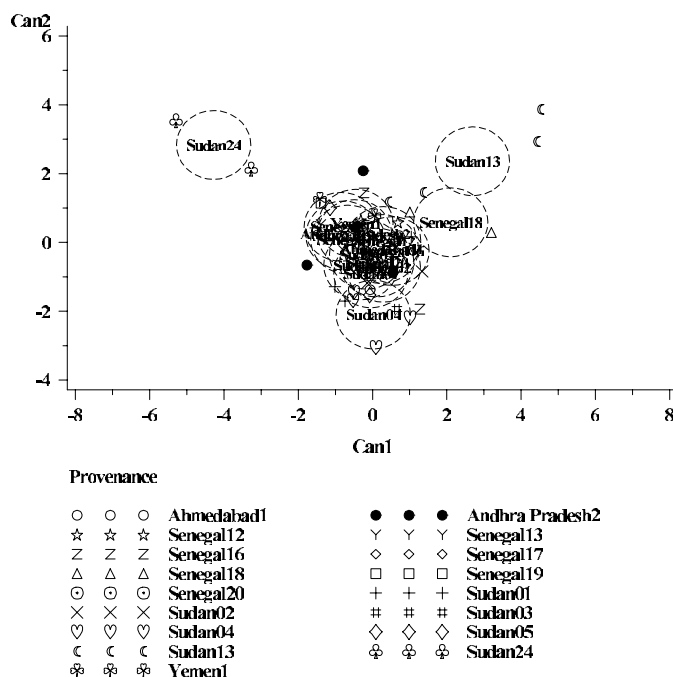 Can2
6
4
Sudan24
Sudan13
2
Senegal18
0
Sudan04
-2
-4
-8 -6 -4 -2 0 2 4 6 8
Can1
Provenance
Ahmedabad1 Andhra Pradesh2
Senegal12 Senegal13
Senegal16 Senegal17
Senegal18 Senegal19
Senegal20 Sudan01
Sudan02 Sudan03
Sudan04 Sudan05
Sudan13 Sudan24
Yemen1